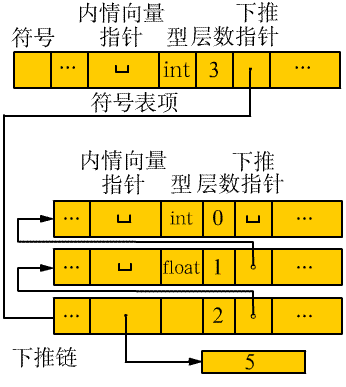 符号 内情向量指针 型 层数 下推指针
… ⌴ int 3 …
符号表项
内情向量指针 型 层数 下推指针
… ⌴ int 0 ⌴ …
… ⌴ float 1 …
… 2 …
下推链 5